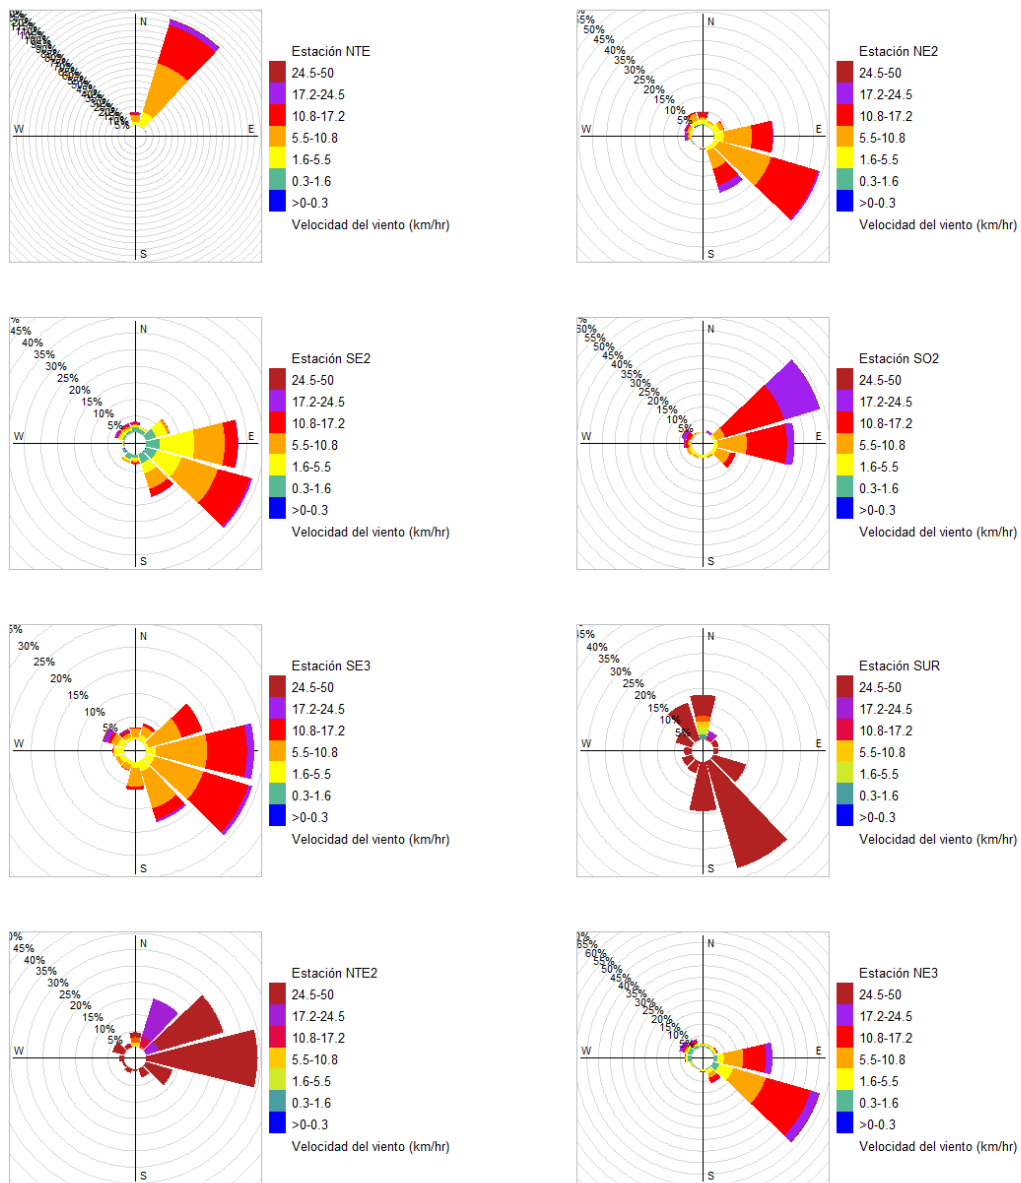 N
Estación NTE
24.5-50
17.2-24.5
10.8-17.2
W
E
5.5-10.8
1.6-5.5
0.3-1.6
>0-0.3
Velocidad del viento (km/hr)
S
5%
N
Estación NE2
50%
45%
40%
35%
30%
25%
20%
15%
10%
5%
24.5-50
17.2-24.5
10.8-17.2
W
E
5.5-10.8
1.6-5.5
0.3-1.6
>0-0.3
Velocidad del viento (km/hr)
S
N
Estación SE2
45%
40%
35%
30%
25%
20%
15%
10%
5%
24.5-50
17.2-24.5
10.8-17.2
W
E
5.5-10.8
1.6-5.5
0.3-1.6
>0-0.3
Velocidad del viento (km/hr)
S
N
Estación SO2
60%
55%
50%
45%
40%
35%
30%
25%
20%
15%
10%
5%
24.5-50
17.2-24.5
10.8-17.2
W
E
5.5-10.8
1.6-5.5
0.3-1.6
>0-0.3
Velocidad del viento (km/hr)
S
N
Estación SE3
30%
25%
20%
15%
10%
5%
24.5-50
17.2-24.5
10.8-17.2
W
E
5.5-10.8
1.6-5.5
0.3-1.6
>0-0.3
Velocidad del viento (km/hr)
S
N
Estación SUR
45%
40%
35%
30%
25%
20%
15%
10%
5%
24.5-50
17.2-24.5
10.8-17.2
W
E
5.5-10.8
1.6-5.5
0.3-1.6
>0-0.3
Velocidad del viento (km/hr)
S
N
Estación NTE2
45%
40%
35%
30%
25%
20%
15%
10%
5%
24.5-50
17.2-24.5
10.8-17.2
W
E
5.5-10.8
1.6-5.5
0.3-1.6
>0-0.3
Velocidad del viento (km/hr)
S
N
Estación NE3
65%
60%
55%
50%
45%
40%
35%
30%
25%
20%
15%
10%
5%
24.5-50
17.2-24.5
10.8-17.2
W
E
5.5-10.8
1.6-5.5
0.3-1.6
>0-0.3
Velocidad del viento (km/hr)
S